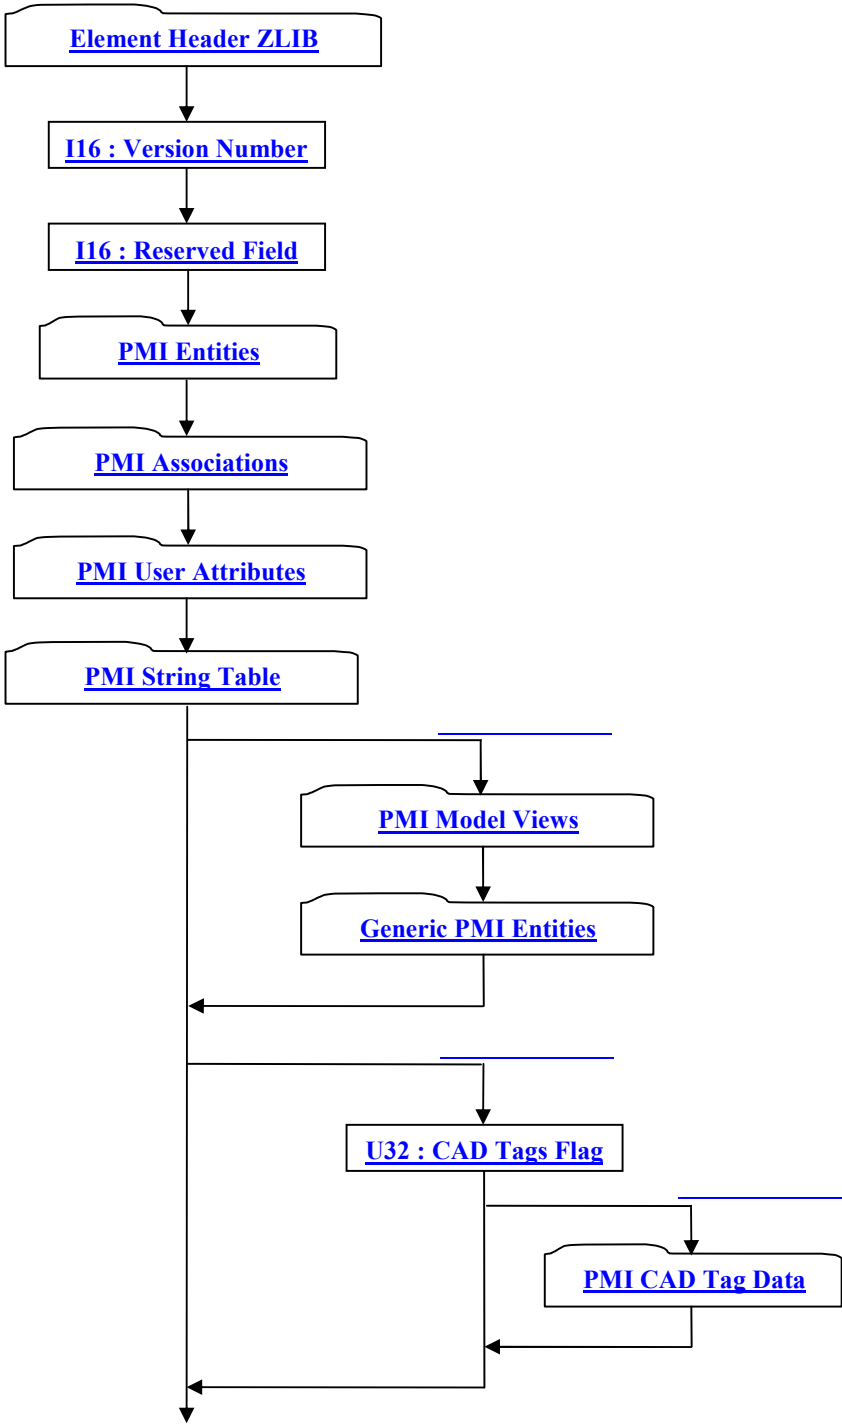 Element Header ZLIB
I16 : Version Number
I16 : Reserved Field
PMI Entities
PMI Associations
PMI User Attributes
PMI String Table
PMI Model Views
Generic PMI Entities
U32 : CAD Tags Flag
PMI CAD Tag Data